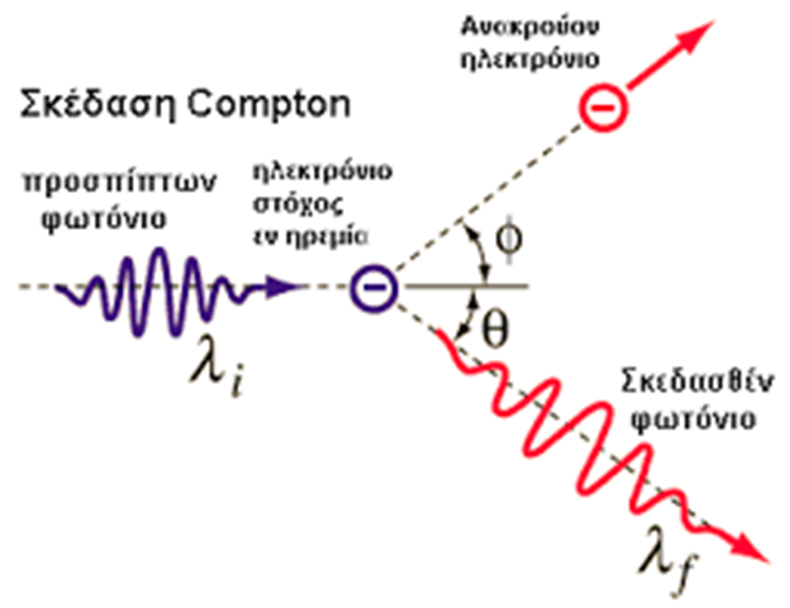 Ανακρούον
ηλεκτρόνιο
Σκέδαση Compton
προσπίπτων
φωτόνιο
ηλεκτρόνιο
στόχος
εν ηρεμία
ϕ
θ
λi
Σκεδασθέν
φωτόνιο
λf